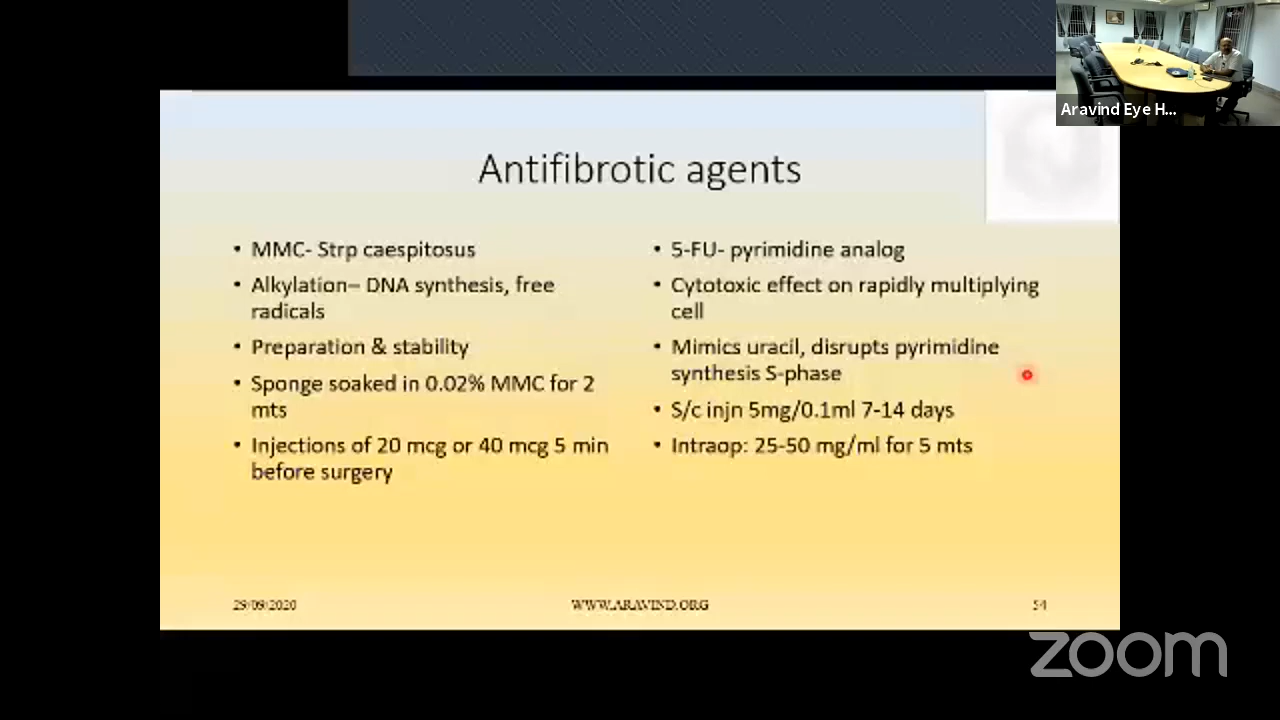 Aravind Eye H...
Antifibrotic agents
• MMC- Strp caespitosus
• Alkylation– DNA synthesis, free
radicals
• Preparation & stability
• Sponge soaked in 0.02% MMC for 2
mts
• Injections of 20 mcg or 40 mcg 5 min
before surgery
• 5-FU- pyrimidine analog
• Cytotoxic effect on rapidly multiplying
cell
• Mimics uracil, disrupts pyrimidine
synthesis S-phase
• S/c injn 5mg/0.1ml 7-14 days
• Intraop: 25-50 mg/ml for 5 mts
29/09/2020
WWW.ARAVIND.ORG
54
zoom